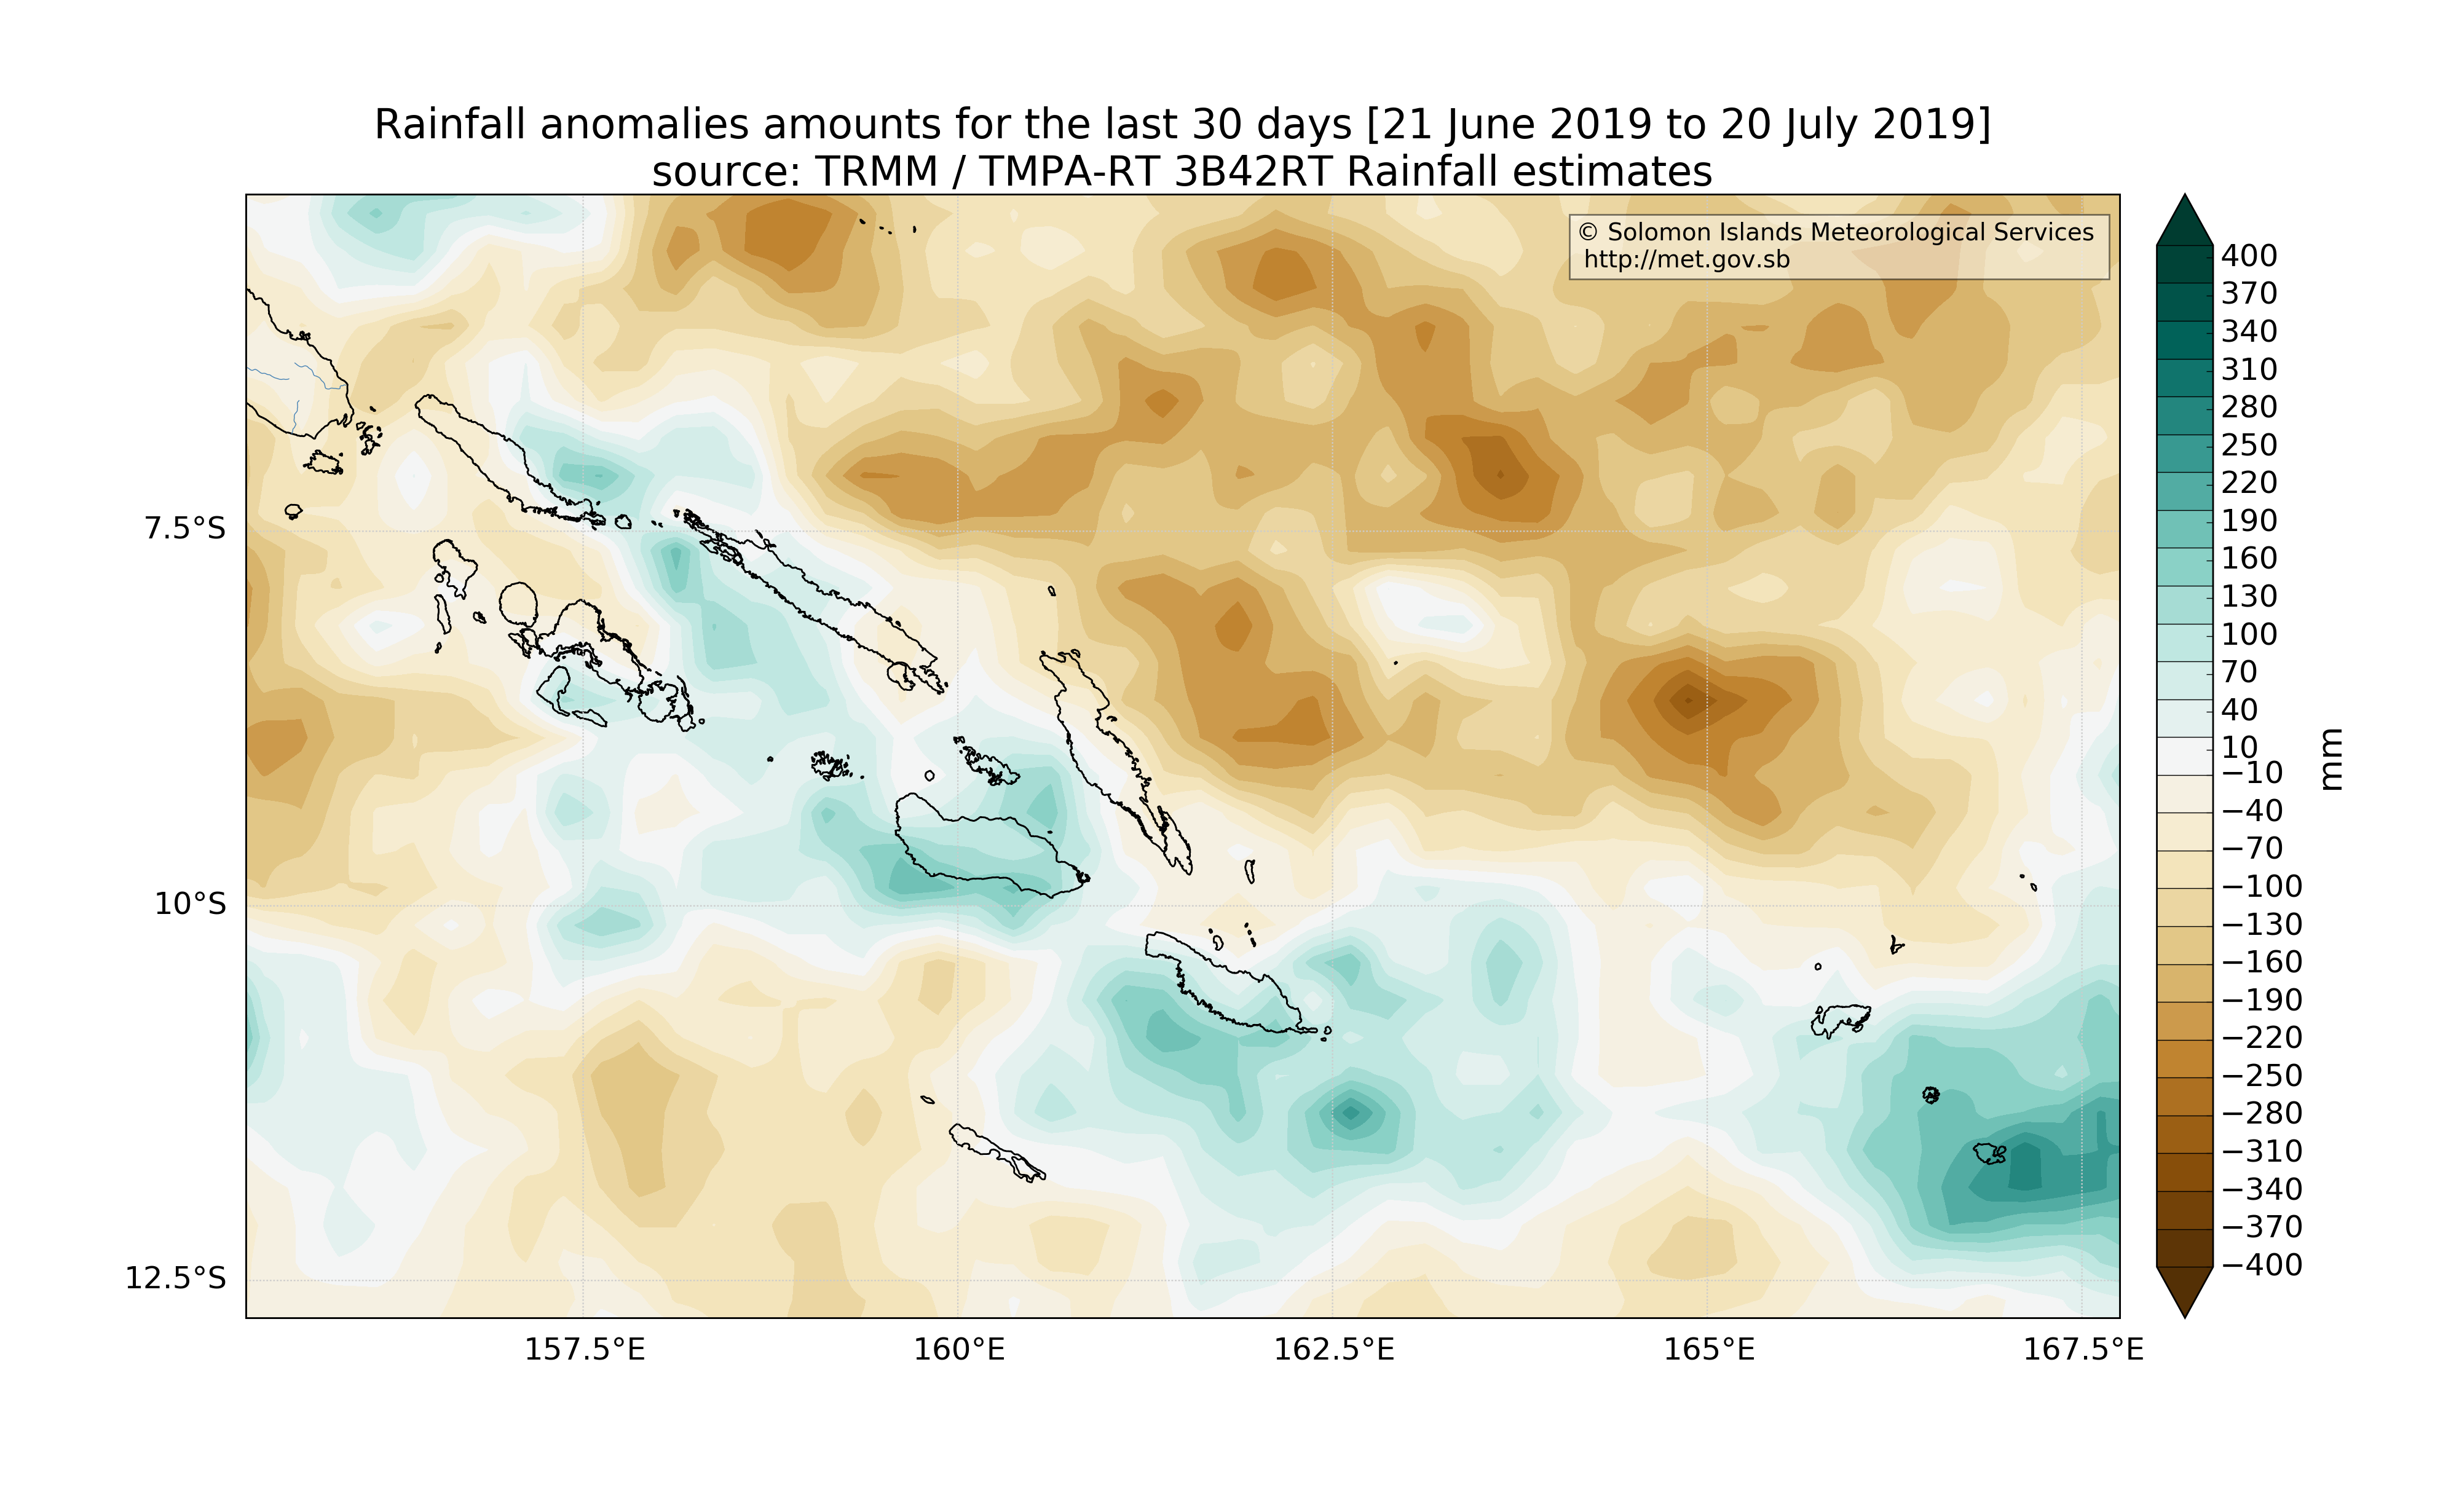 Rainfall anomalies amounts for the last 30 days [21 June 2019 to 20 July 2019]
source: TRMM / TMPA-RT 3B42RT Rainfall estimates
© Solomon Islands Meteorological Services
http://met.gov.sb
7.5°S
10°S
12.5°S
157.5°E
160°E
162.5°E
165°E
167.5°E
400
370
340
310
280
250
220
190
160
130
100
70
40
10
−10
−40
−70
−100
−130
−160
−190
−220
−250
−280
−310
−340
−370
−400
mm